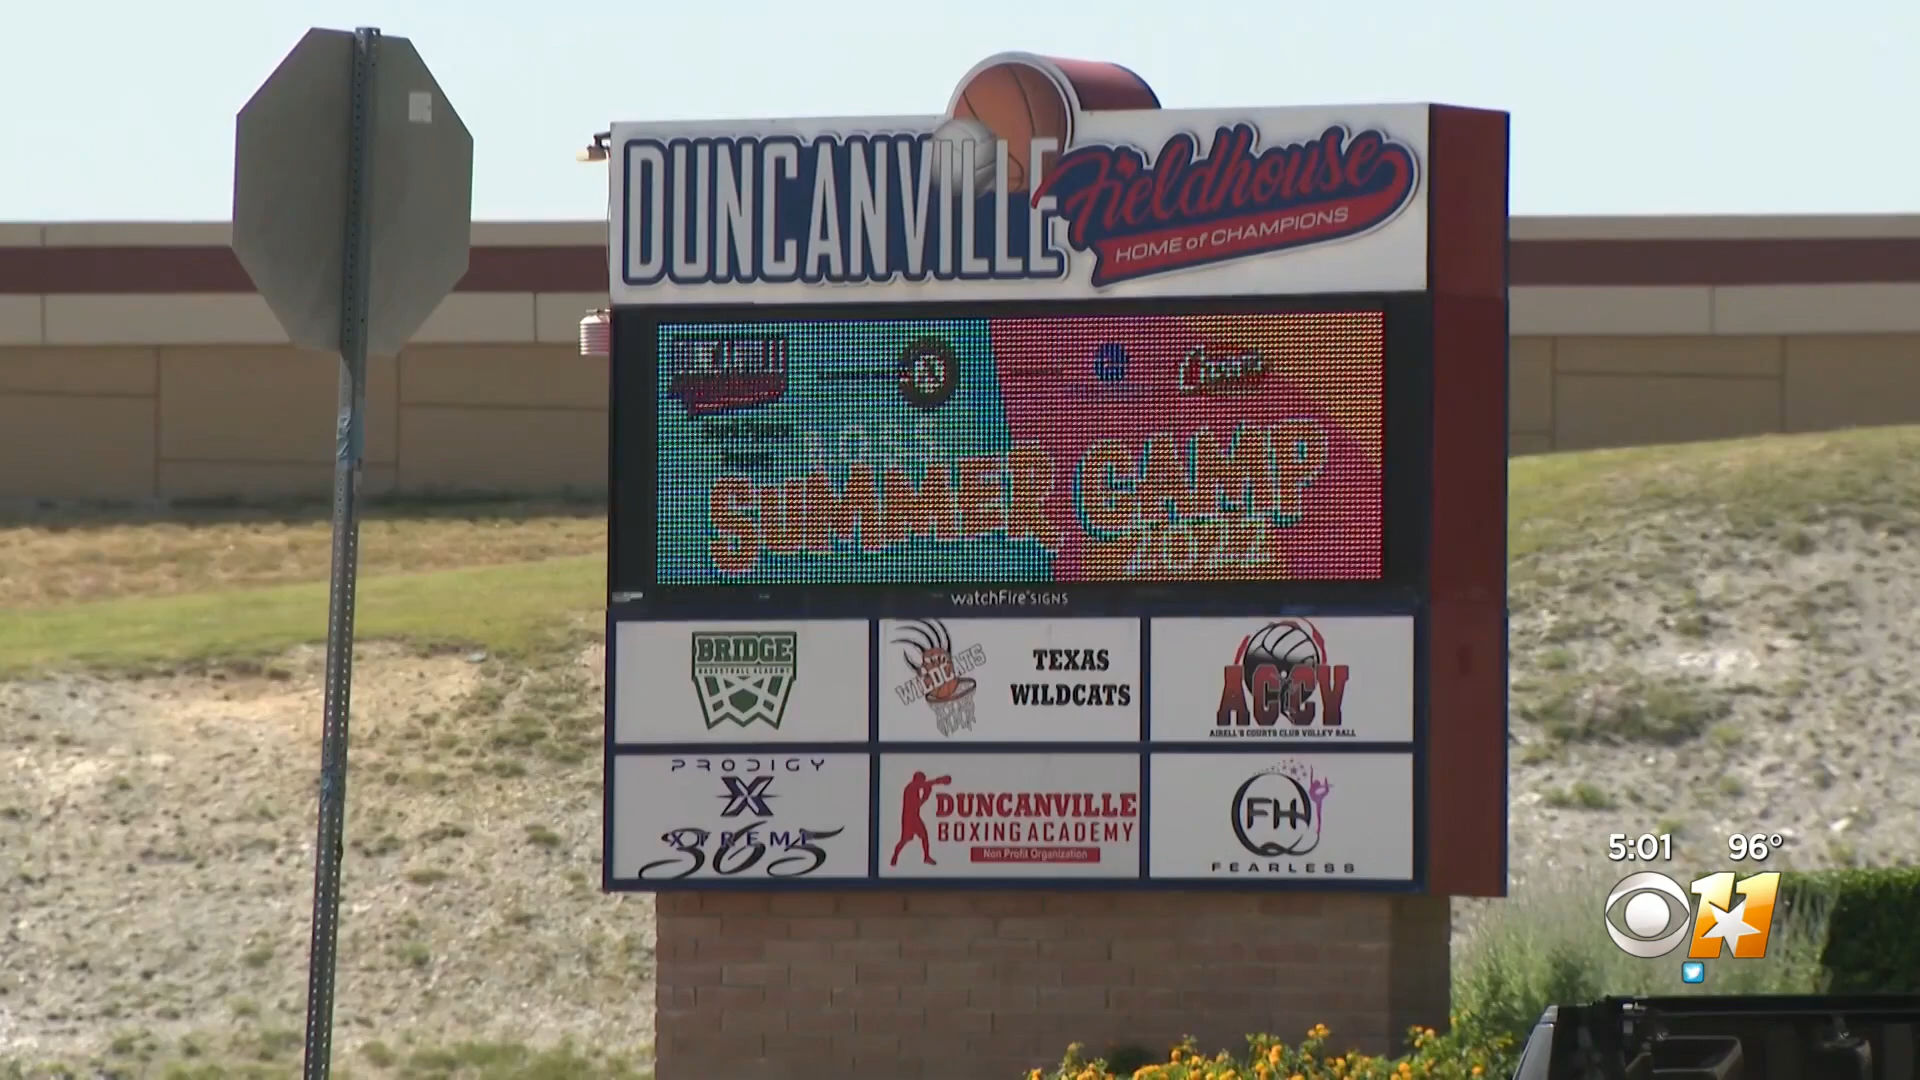 DUNCANVILLE
Fieldhouse
HOME of CHAMPIONS
SUMMER CAMP
watchFire SIGNS
BRIDGE
BASKETBALL ACADEMY
WILDCATS
TEXAS
WILDCATS
ACCV
AIRELL'S COURTS CLUB VOLLEY BALL
PRODIGY
X
XTREME
365
DUNCANVILLE
BOXING ACADEMY
Non Profit Organization
FH
FEARLESS
5:01 96°
11